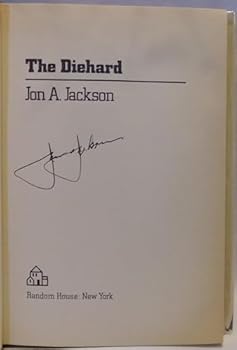 The Diehard
Jon A. Jackson
Random House: New York